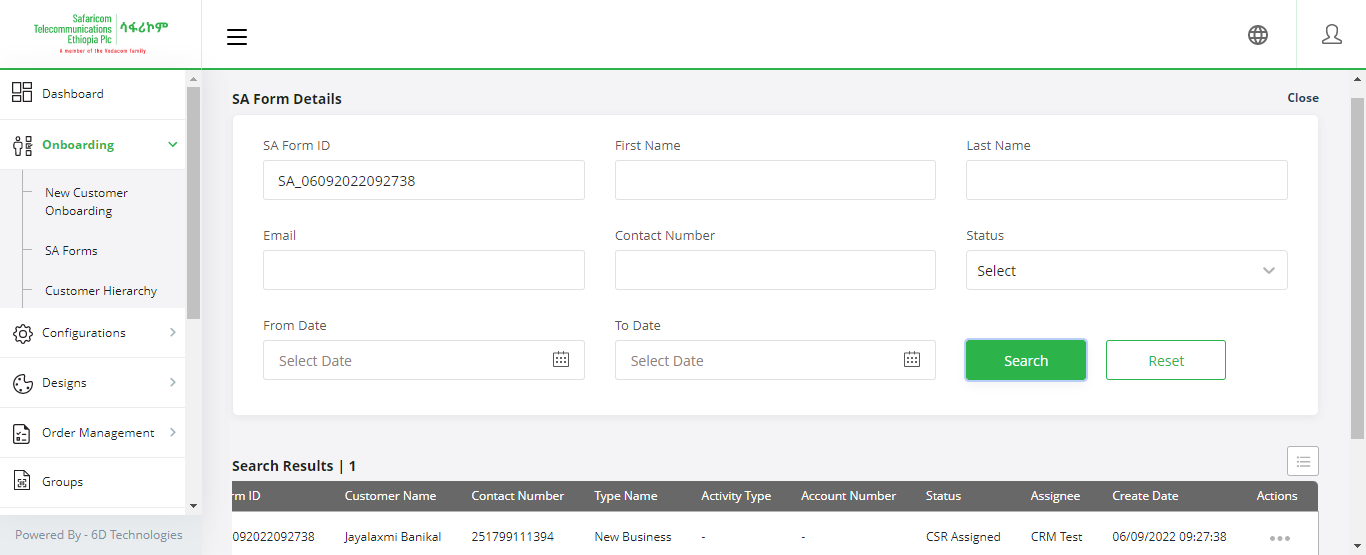 Safaricom
Telecommunications
Ethiopia Plc
ሳፋሪኮም
A member of the Vodacom family
Dashboard
Onboarding
New Customer
Onboarding
SA Forms
Customer Hierarchy
Configurations
Designs
Order Management
Groups
Powered By - 6D Technologies
SA Form Details
Close
SA Form ID
First Name
Last Name
SA_06092022092738
Email
Contact Number
Status
Select
From Date
To Date
Select Date
Select Date
Search
Reset
Search Results | 1
rm ID Customer Name Contact Number Type Name Activity Type Account Number Status Assignee Create Date Actions
092022092738 Jayalaxmi Banikal 251799111394 New Business - - CSR Assigned CRM Test 06/09/2022 09:27:38